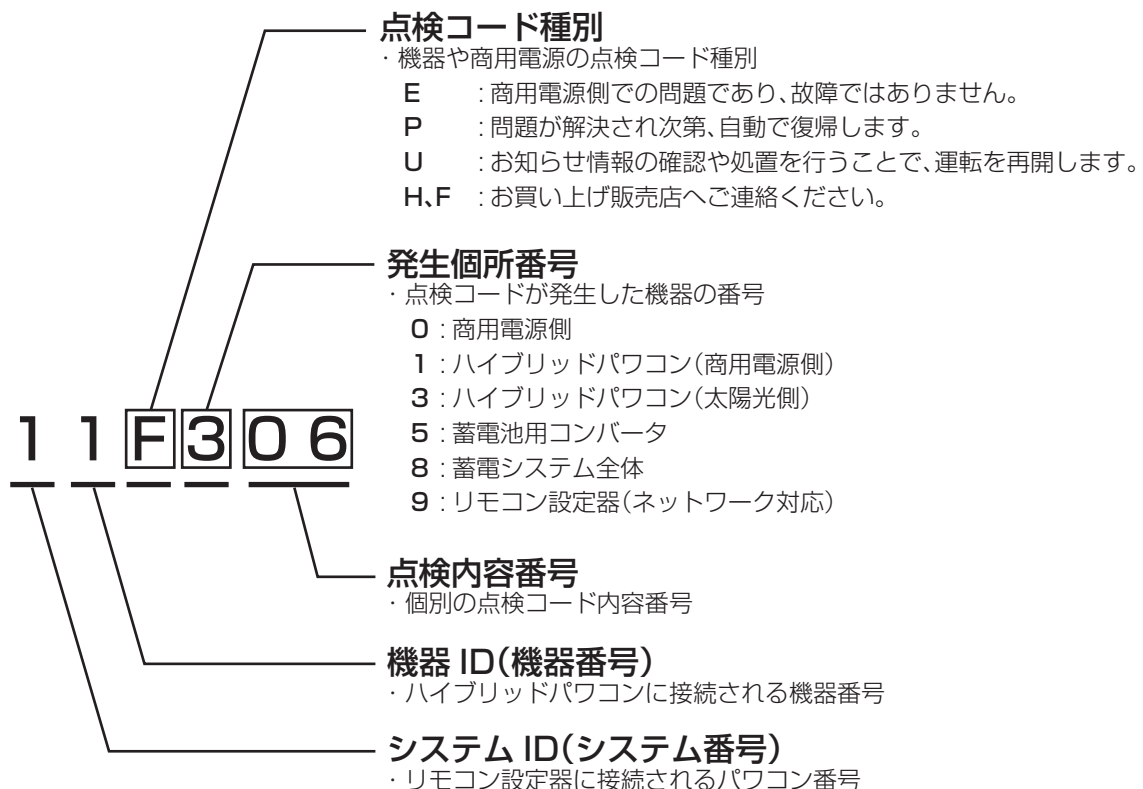 点検コード種別
・機器や商用電源の点検コード種別
E ：商用電源側での問題であり、故障ではありません。
P ：問題が解決され次第、自動で復帰します。
U ：お知らせ情報の確認や処置を行うことで、運転を再開します。
H、F ：お買い上げ販売店へご連絡ください。
発生個所番号
・点検コードが発生した機器の番号
0：商用電源側
1：ハイブリッドパワコン（商用電源側）
3：ハイブリッドパワコン（太陽光側）
5：蓄電池用コンバータ
8：蓄電システム全体
9：リモコン設定器（ネットワーク対応）
1 1 F 3 0 6
点検内容番号
・個別の点検コード内容番号
機器 ID（機器番号）
・ハイブリッドパワコンに接続される機器番号
システム ID（システム番号）
・リモコン設定器に接続されるパワコン番号